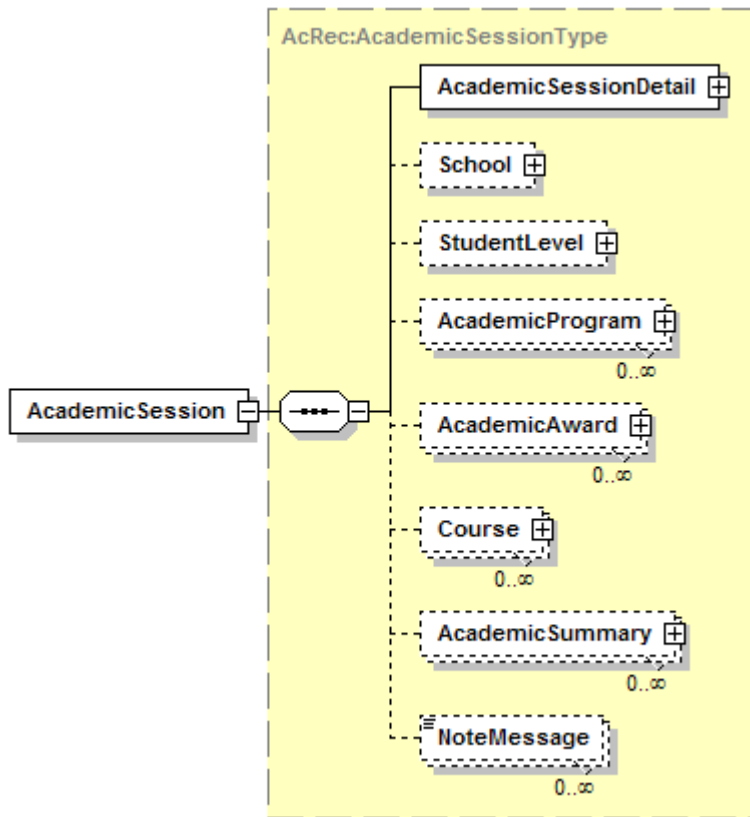 AcRec:AcademicSessionType
AcademicSessionDetail
School
StudentLevel
AcademicProgram
0..∞
AcademicSession
AcademicAward
0..∞
Course
0..∞
AcademicSummary
0..∞
NoteMessage
0..∞